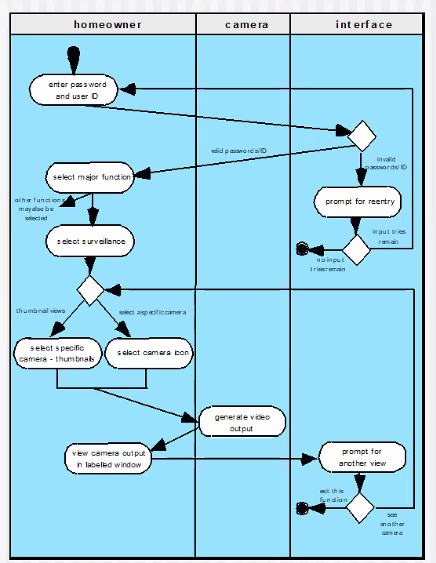 homeowner
camera
interface
enter password
and user ID
valid passwords/ID
invalid
passwords/ID
select major function
prompt for reentry
other functions
may also be
selected
input tries
remain
select surveillance
no input
tries remain
thumbnail views
select a specific camera
select specific
camera - thumbnails
select camera icon
generate video
output
view camera output
in labelled window
prompt for
another view
exit this
function
see
another
camera